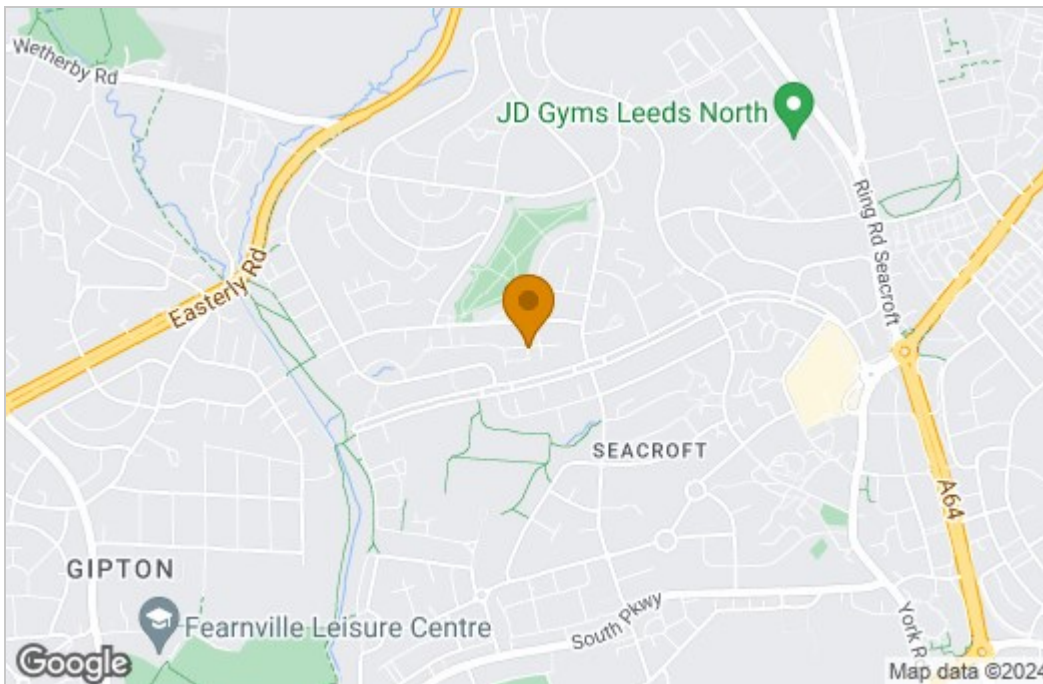 Wetherby Rd
JD Gyms Leeds North
Ring Rd Seacroft
Easterly Rd
SEACROFT
A64
GIPTON
Fearnville Leisure Centre
South Pkwy
York R
Google
Map data ©2024